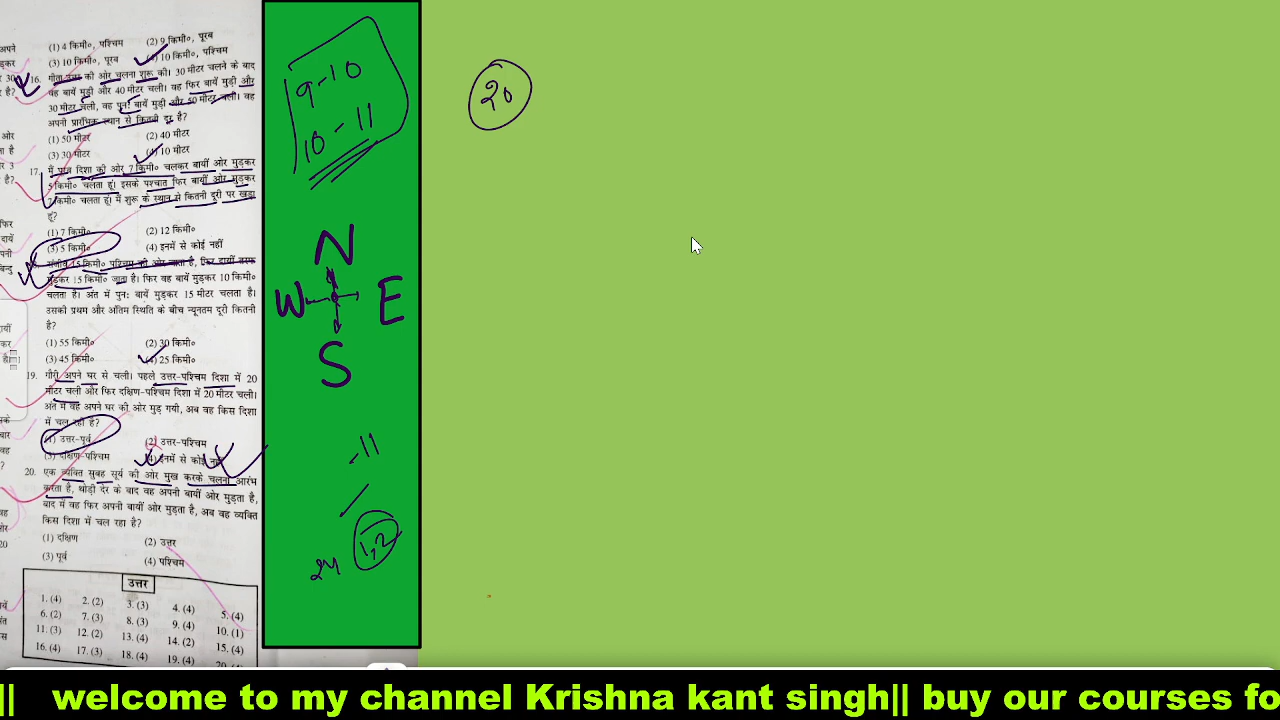 (1) 4 किमी०, पश्चिम (2) 9 किमी०, पूरब
(3) 10 किमी०, पूरब 10 किमी०, पश्चिम
16. गीता की ओर चलना शुरू की। 30 मीटर चलने के बाद
वह बायें मुड़ी और 40 मीटर चली। वह फिर बायें मुड़ी और
30 मीटर चली, वह पुनः बायें मुड़ी और 50 मीटर चली। वह
अपनी प्रारंभिक स्थान से कितनी दूर है?
(1) 50 मीटर (2) 40 मीटर
(3) 30 मीटर (4) 10 मीटर
17. मैं दिशा की ओर 7 किमी० चलकर बायीं ओर मुड़कर
5 किमी० चलता हूं। इसके पश्चात फिर बायीं ओर मुड़कर
7 किमी० चलता हूं। मैं शुरू के स्थान से कितनी दूरी पर खड़ा
हूं?
(1) 7 किमी० (2) 12 किमी०
(3) 5 किमी० (4) इनमें से कोई नहीं
15 किमी० पश्चिम की ओर जाता है, फिर दायीं तरफ
मुड़कर 15 किमी० जाता है। फिर वह बायें मुड़कर 10 किमी०
चलता है। अंत में पुनः बायें मुड़कर 15 मीटर चलता है।
उसकी प्रथम और अंतिम स्थिति के बीच न्यूनतम दूरी कितनी
है?
(1) 55 किमी० (2) 30 किमी०
(3) 45 किमी० 25 किमी०
19. गौरी अपने घर से चली। पहले उत्तर-पश्चिम दिशा में 20
मीटर चली और फिर दक्षिण-पश्चिम दिशा में 20 मीटर चली।
अंत में वह अपने घर की ओर मुड़ गयी, अब वह किस दिशा
में चल रही है?
(1) उत्तर-पूर्व (2) उत्तर-पश्चिम
(3) दक्षिण-पश्चिम (4) इनमें से कोई
20. एक व्यक्ति सुबह सूर्य की ओर मुख करके चलना आरंभ
करता है, थोड़ी देर के बाद वह अपनी बायीं ओर मुड़ता है,
बाद में वह फिर अपनी बायीं ओर मुड़ता है, अब वह व्यक्ति
किस दिशा में चल रहा है?
(1) दक्षिण (2) उत्तर
(3) पूर्व (4) पश्चिम
उत्तर
1. (4) 2. (2) 3. (3) 4. (4) 5. (4)
6. (2) 7. (3) 8. (3) 9. (4) 10. (1)
11. (3) 12. (2) 13. (4) 14. (2) 15. (4)
16. (4) 17. (3) 18. (4) 19. (4)
9-10
10-11
N
W E
S
-11
1,2
20
|| welcome to my channel Krishna kant singh|| buy our courses fo